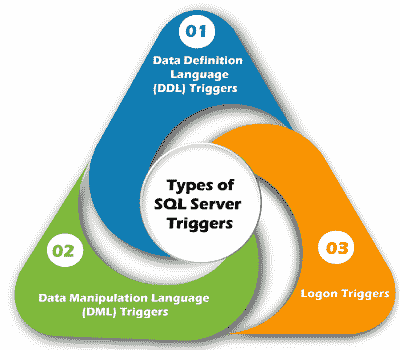 01
Data Definition
Language
(DDL) Triggers
Types of
SQL Server
Triggers
02
Data Manipulation Language
(DML) Triggers
03
Logon Triggers